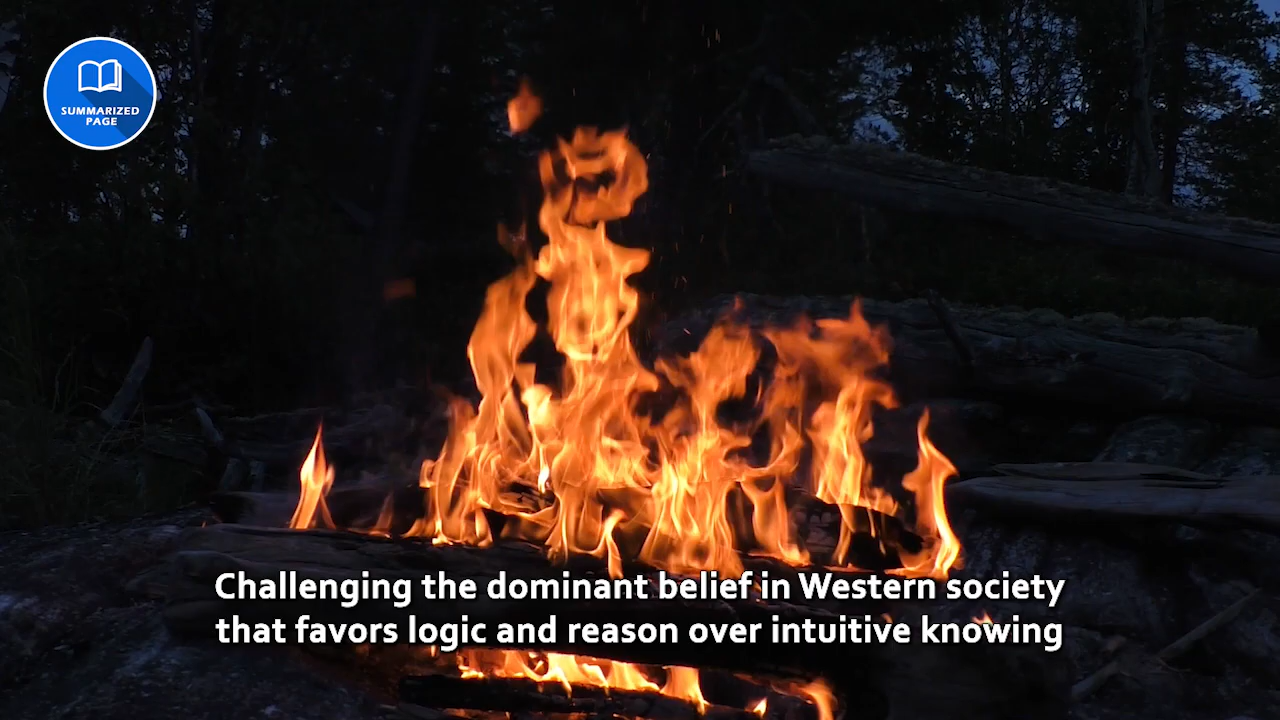 SUMMARIZED
PAGE
Challenging the dominant belief in Western society
that favors logic and reason over intuitive knowing